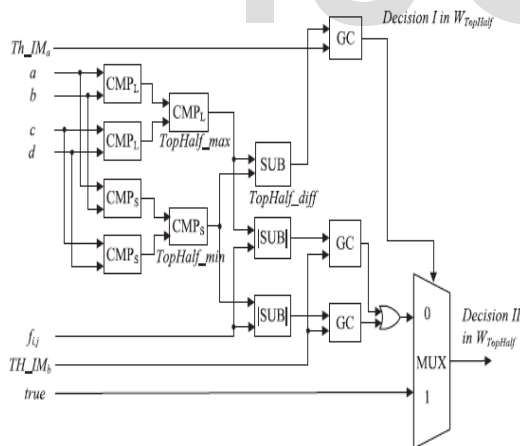 Decision I in W_TopHalf
GC
Th_IM_a
a
b
c
d
CMP_L
CMP_L
CMP_L
TopHalf_max
SUB
TopHalf_diff
CMP_S
CMP_S
CMP_S
TopHalf_min
|SUB|
GC
|SUB|
GC
f_i,j
TH_IM_b
true
0
MUX
1
Decision II
in W_TopHalf